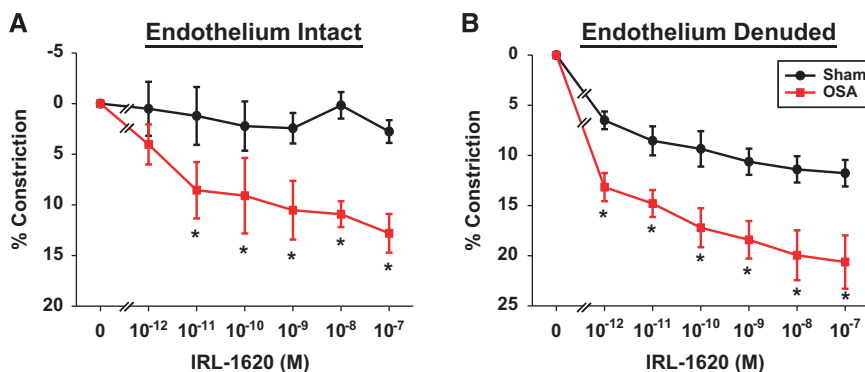 A
Endothelium Intact
% Constriction
-5
0
5
10
15
20
* * * * *
0 10⁻¹² 10⁻¹¹ 10⁻¹⁰ 10⁻⁹ 10⁻⁸ 10⁻⁷
IRL-1620 (M)
B
Endothelium Denuded
Sham
OSA
% Constriction
0
5
10
15
20
25
* * * * * *
0 10⁻¹² 10⁻¹¹ 10⁻¹⁰ 10⁻⁹ 10⁻⁸ 10⁻⁷
IRL-1620 (M)